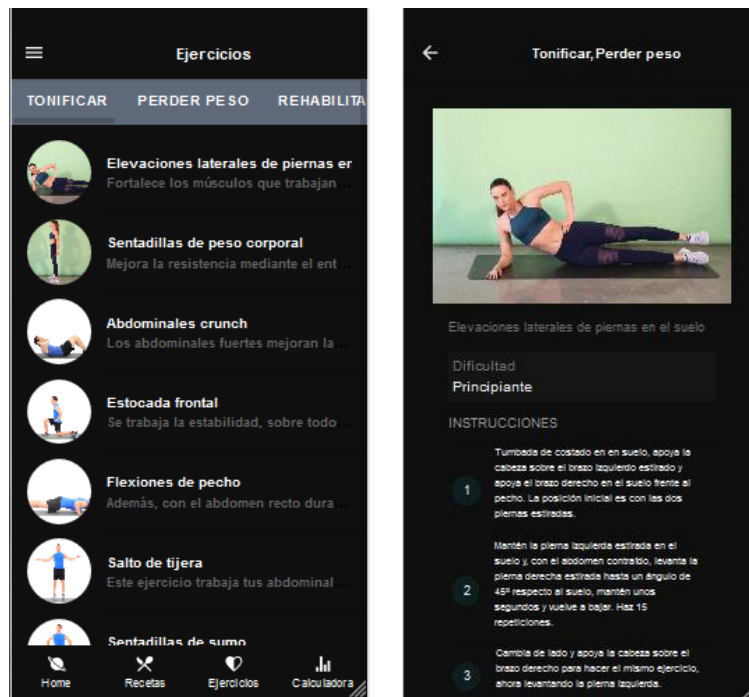 Ejercicios
TONIFICAR PERDER PESO REHABILITA
Elevaciones laterales de piernas er
Fortalece los músculos que trabajan...
Sentadillas de peso corporal
Mejora la resistencia mediante el ent...
Abdominales crunch
Los abdominales fuertes mejoran la...
Estocada frontal
Se trabaja la estabilidad, sobre todo...
Flexiones de pecho
Además, con el abdomen recto dura...
Salto de tijera
Este ejercicio trabaja tus abdominal...
Sentadillas de sumo
Home Recetas Ejercicios Calculadora
Tonificar,Perder peso
Elevaciones laterales de piernas en el suelo
Dificultad
Principiante
INSTRUCCIONES
1
Tumbada de costado en en suelo, apoya la
cabeza sobre el brazo izquierdo estirado y
apoya el brazo derecho en el suelo frente al
pecho. La posición inicial es con las dos
piernas estiradas.
2
Mantén la pierna izquierda estirada en el
suelo y, con el abdomen contraído, levanta la
pierna derecha estirada hasta un ángulo de
45º respecto al suelo, mantén unos
segundos y vuelve a bajar. Haz 15
repeticiones.
3
Cambia de lado y apoya la cabeza sobre el
brazo derecho para hacer el mismo ejercicio,
ahora levantando la pierna izquierda.